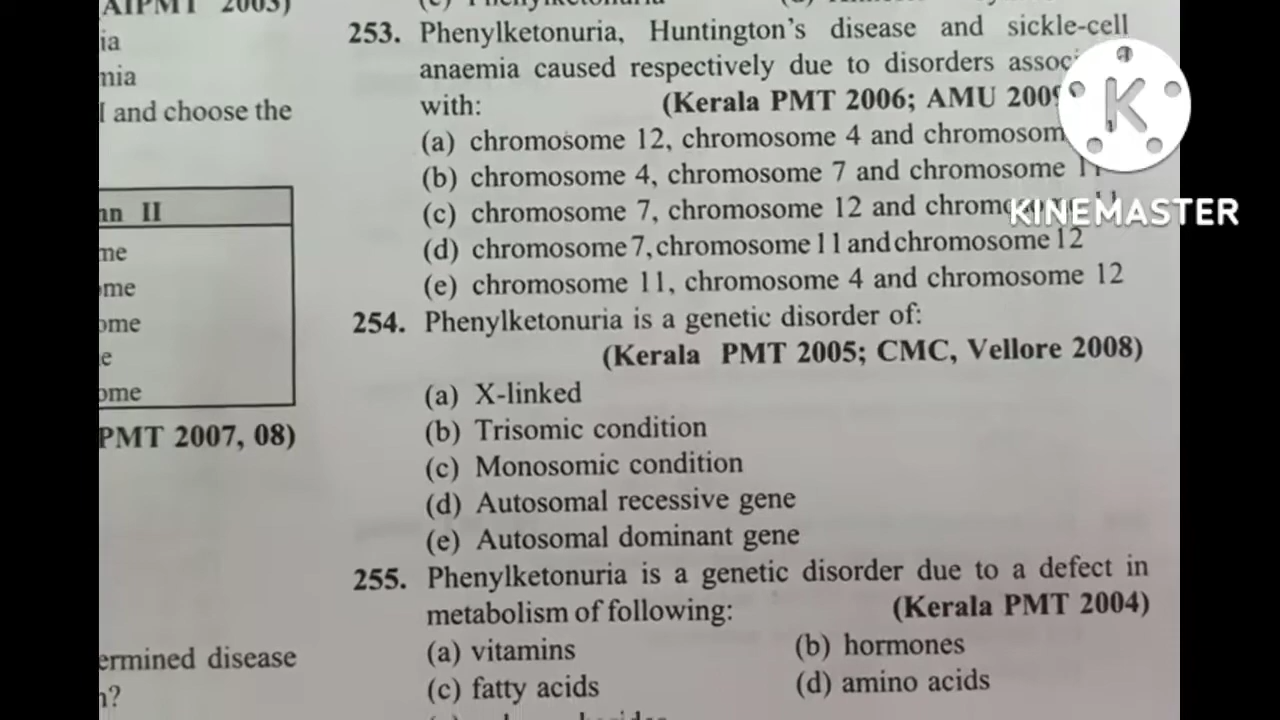 AIPMT 2003)
ia
nia
I and choose the
an II
me
ome
ome
e
ome
PMT 2007, 08)
ermined disease
n?
253. Phenylketonuria, Huntington's disease and sickle-cell
anaemia caused respectively due to disorders assoc
with: (Kerala PMT 2006; AMU 2009
(a) chromosome 12, chromosome 4 and chromosom
(b) chromosome 4, chromosome 7 and chromosome 11
(c) chromosome 7, chromosome 12 and chromosome 11
(d) chromosome 7, chromosome 11 and chromosome 12
(e) chromosome 11, chromosome 4 and chromosome 12
254. Phenylketonuria is a genetic disorder of:
(Kerala PMT 2005; CMC, Vellore 2008)
(a) X-linked
(b) Trisomic condition
(c) Monosomic condition
(d) Autosomal recessive gene
(e) Autosomal dominant gene
255. Phenylketonuria is a genetic disorder due to a defect in
metabolism of following: (Kerala PMT 2004)
(a) vitamins (b) hormones
(c) fatty acids (d) amino acids
K
KINEMASTER